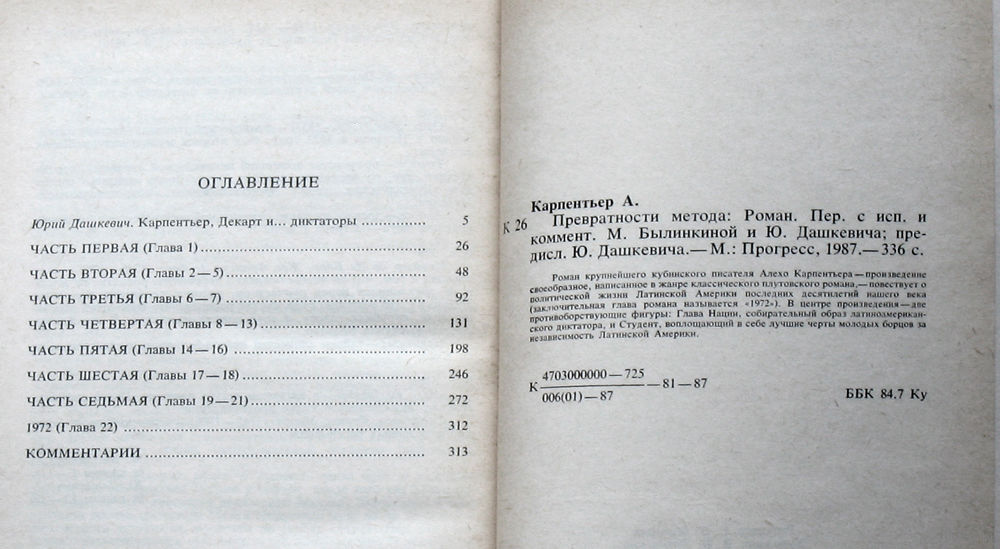 ОГЛАВЛЕНИЕ
Юрий Дашкевич. Карпентьер, Декарт и... диктаторы .............. 5
ЧАСТЬ ПЕРВАЯ (Глава 1) .............. 26
ЧАСТЬ ВТОРАЯ (Главы 2—5) .............. 48
ЧАСТЬ ТРЕТЬЯ (Главы 6—7) .............. 92
ЧАСТЬ ЧЕТВЕРТАЯ (Главы 8—13) .............. 131
ЧАСТЬ ПЯТАЯ (Главы 14—16) .............. 198
ЧАСТЬ ШЕСТАЯ (Главы 17—18) .............. 246
ЧАСТЬ СЕДЬМАЯ (Главы 19—21) .............. 272
1972 (Глава 22) .............. 312
КОММЕНТАРИИ .............. 313
Карпентьер А.
К 26 Превратности метода: Роман. Пер. с исп. и
коммент. М. Былинкиной и Ю. Дашкевича; пре-
дисл. Ю. Дашкевича.— М.: Прогресс, 1987.— 336 с.
Роман крупнейшего кубинского писателя Алехо Карпентьера — произведение
своеобразное, написанное в жанре классического плутовского романа,— повествует о
политической жизни Латинской Америки последних десятилетий нашего века
(заключительная глава романа называется «1972»). В центре произведения — две
противоборствующие фигуры: Глава Нации, собирательный образ латиноамерикан-
ского диктатора, и Студент, воплощающий в себе лучшие черты молодых борцов за
независимость Латинской Америки.
4703000000—725
К —81—87
006(01)—87
ББК 84.7 Ку